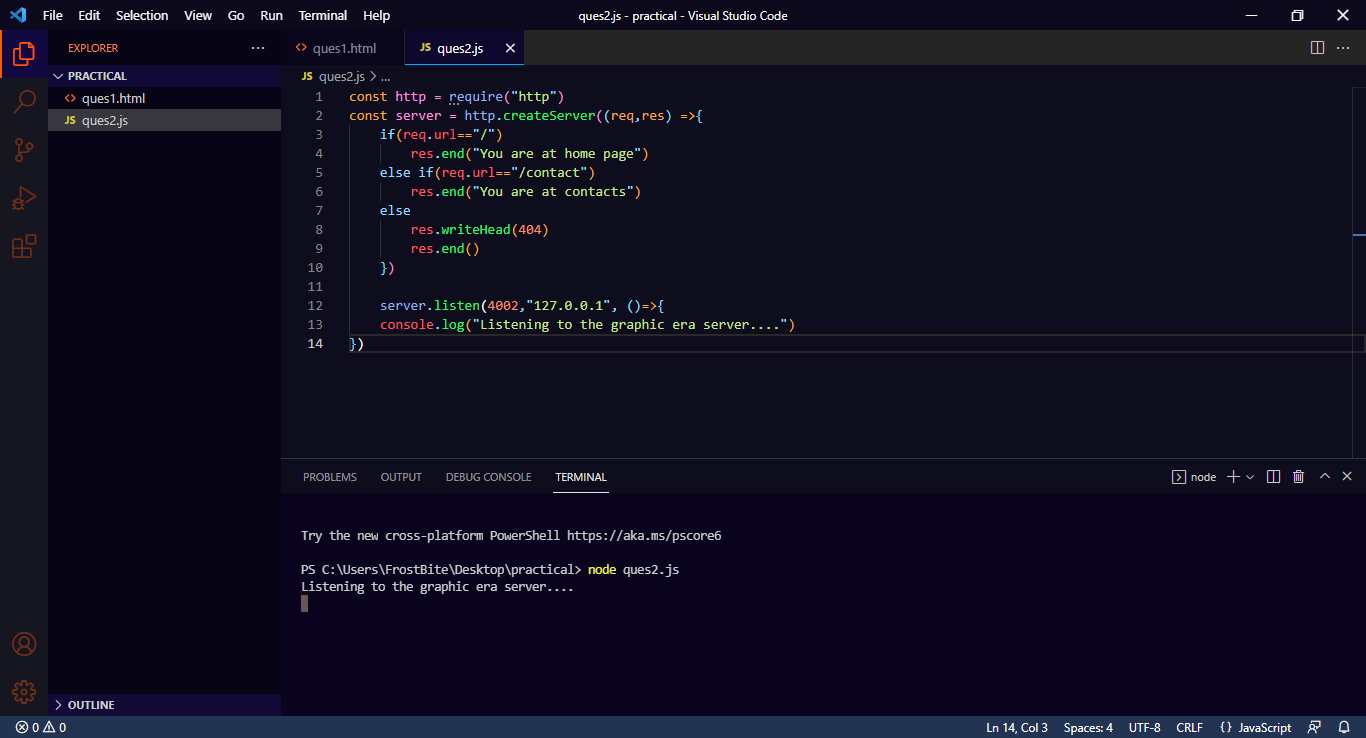 File Edit Selection View Go Run Terminal Help ques2.js - practical - Visual Studio Code
EXPLORER ...
PRACTICAL
<> ques1.html
JS ques2.js
OUTLINE
<> ques1.html JS ques2.js
JS ques2.js > ...
1 const http = require("http")
2 const server = http.createServer((req,res) =>{
3 if(req.url=="/")
4 res.end("You are at home page")
5 else if(req.url=="/contact")
6 res.end("You are at contacts")
7 else
8 res.writeHead(404)
9 res.end()
10 })
11
12 server.listen(4002,"127.0.0.1", ()=>{
13 console.log("Listening to the graphic era server....")
14 })
PROBLEMS OUTPUT DEBUG CONSOLE TERMINAL node
Try the new cross-platform PowerShell https://aka.ms/pscore6
PS C:\Users\FrostBite\Desktop\practical> node ques2.js
Listening to the graphic era server....
0 0 Ln 14, Col 3 Spaces: 4 UTF-8 CRLF {} JavaScript